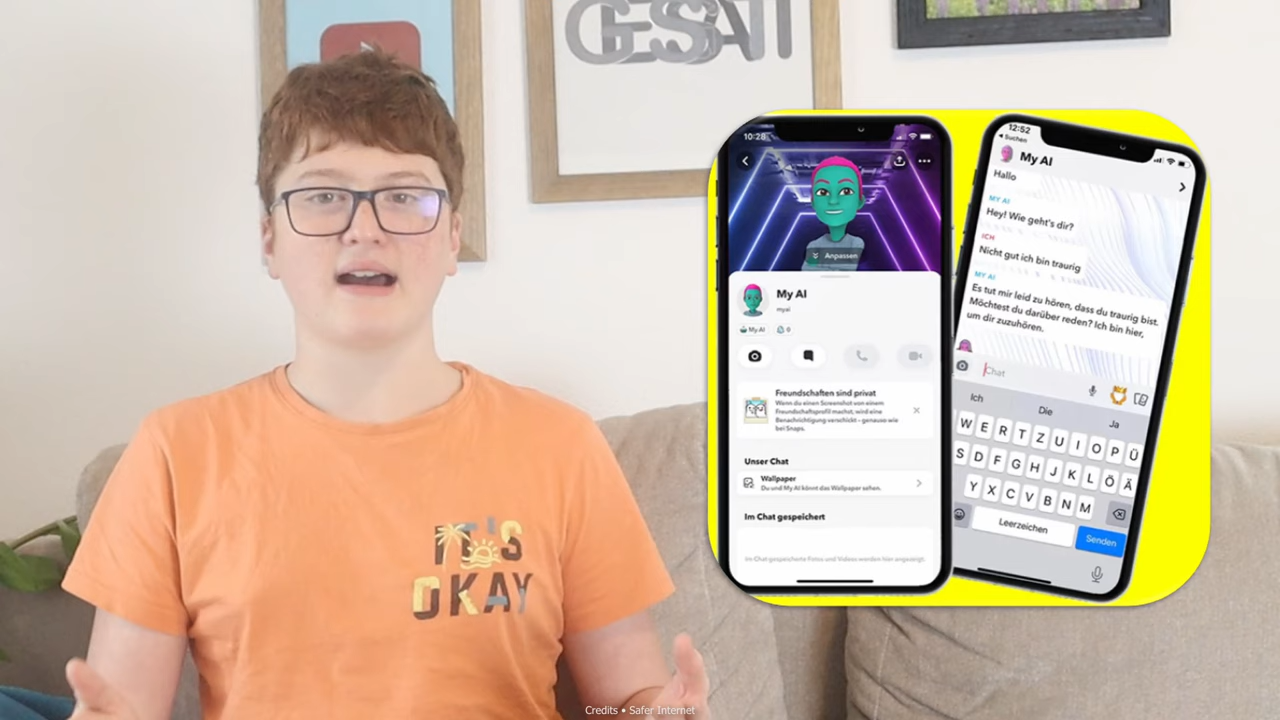 GESATI
IT'S
OKAY
10:28
Anpassen
My AI
myai
My AI
0
Freundschaften sind privat
Wenn du einen Screenshot von einem
Freundschaftsprofil machst, wird eine
Benachrichtigung verschickt – genauso wie
bei Snaps.
Unser Chat
Wallpaper
Du und My AI könnt das Wallpaper sehen.
Im Chat gespeichert
Im Chat gespeicherte Fotos und Videos werden hier angezeigt.
12:52
Suchen
My AI
Hallo
MY AI
Hey! Wie geht's dir?
ICH
Nicht gut ich bin traurig
MY AI
Es tut mir leid zu hören, dass du traurig bist.
Möchtest du darüber reden? Ich bin hier,
um dir zuzuhören.
Chat
Ich Die Ja
W E R T Z U I O P Ü
S D F G H J K L Ö Ä
Y X C V B N M
Leerzeichen Senden
Credits • Safer Internet